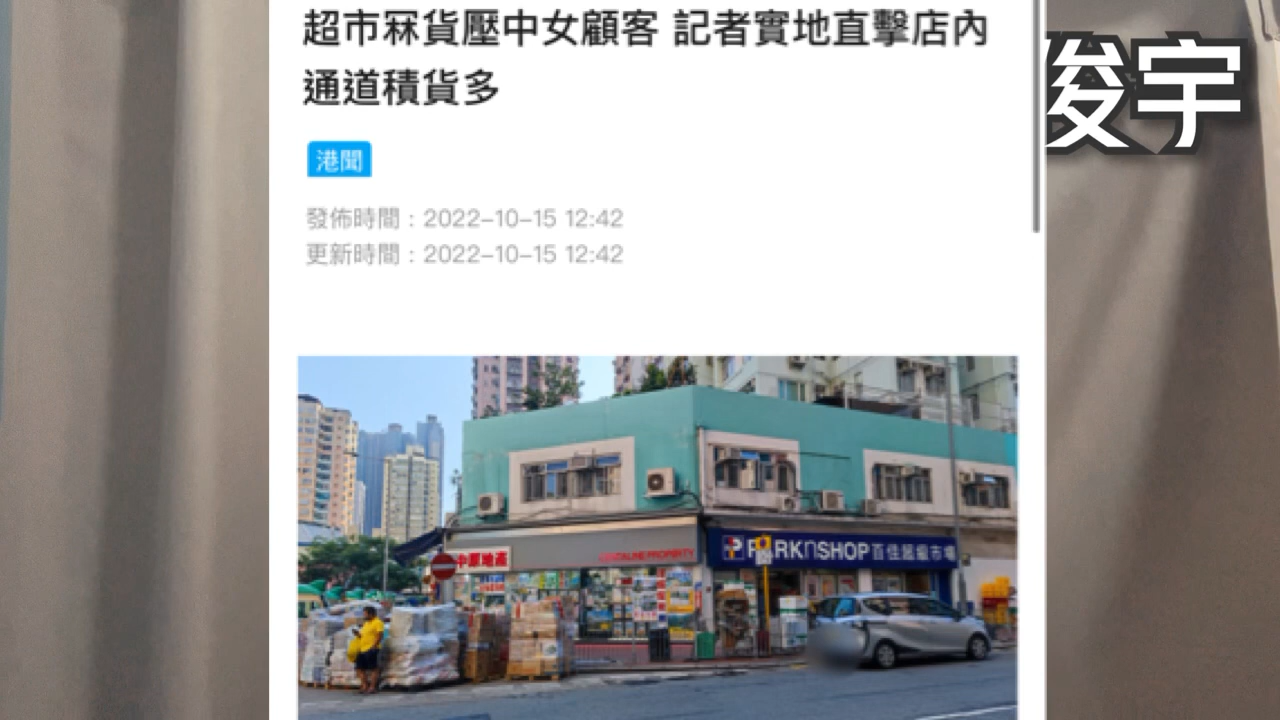 超市冧貨壓中女顧客 記者實地直擊店內
通道積貨多
俊宇
港聞
發佈時間：2022-10-15 12:42
更新時間：2022-10-15 12:42
PARKnSHOP 百佳超級市場
中原地產
CENTALINE PROPERTY